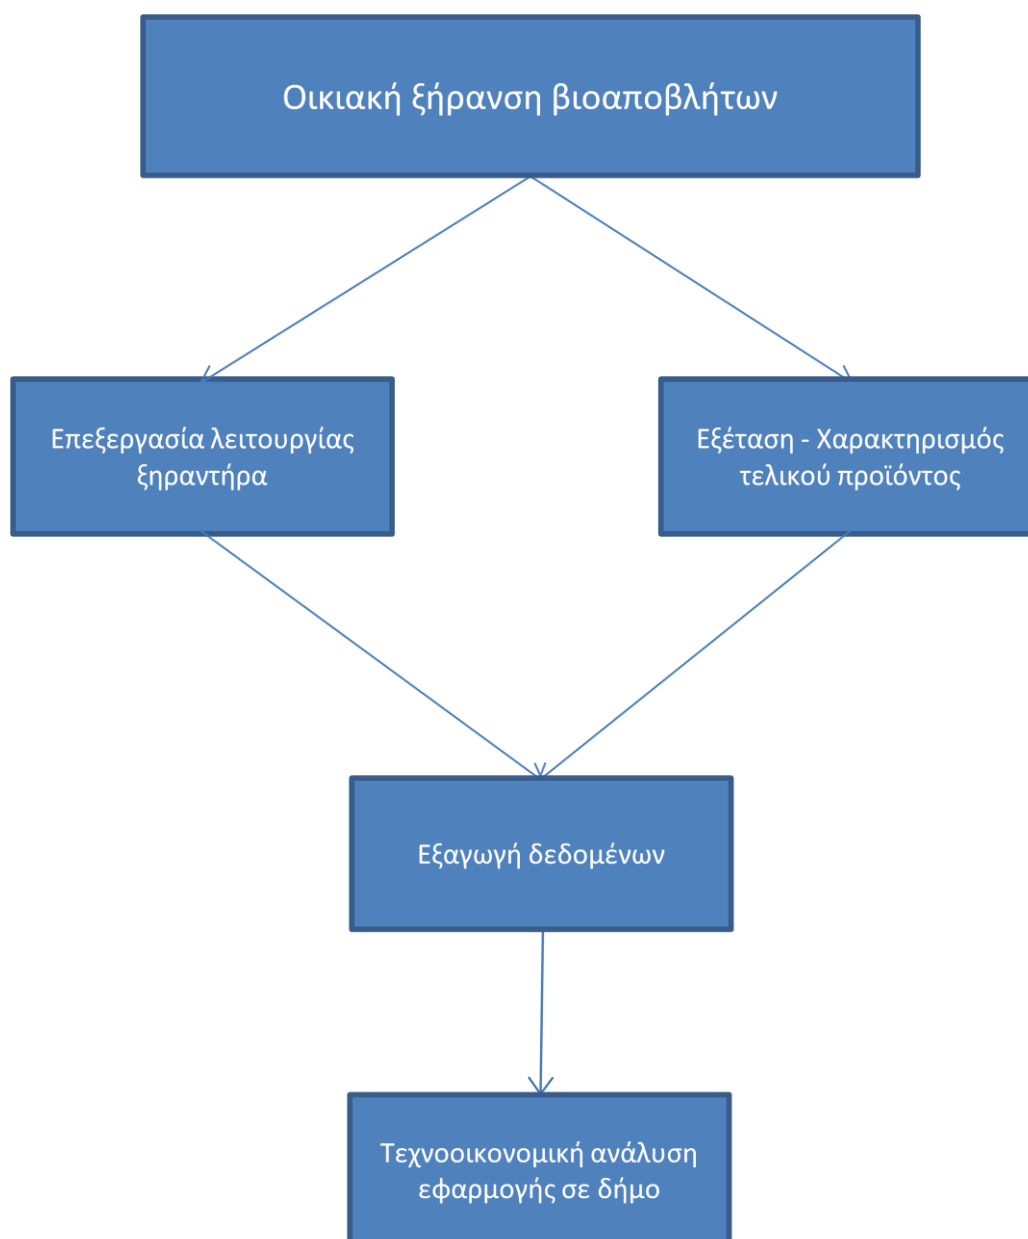 Οικιακή ξήρανση βιοαποβλήτων
Επεξεργασία λειτουργίας
ξηραντήρα
Εξέταση - Χαρακτηρισμός
τελικού προϊόντος
Εξαγωγή δεδομένων
Τεχνοοικονομική ανάλυση
εφαρμογής σε δήμο